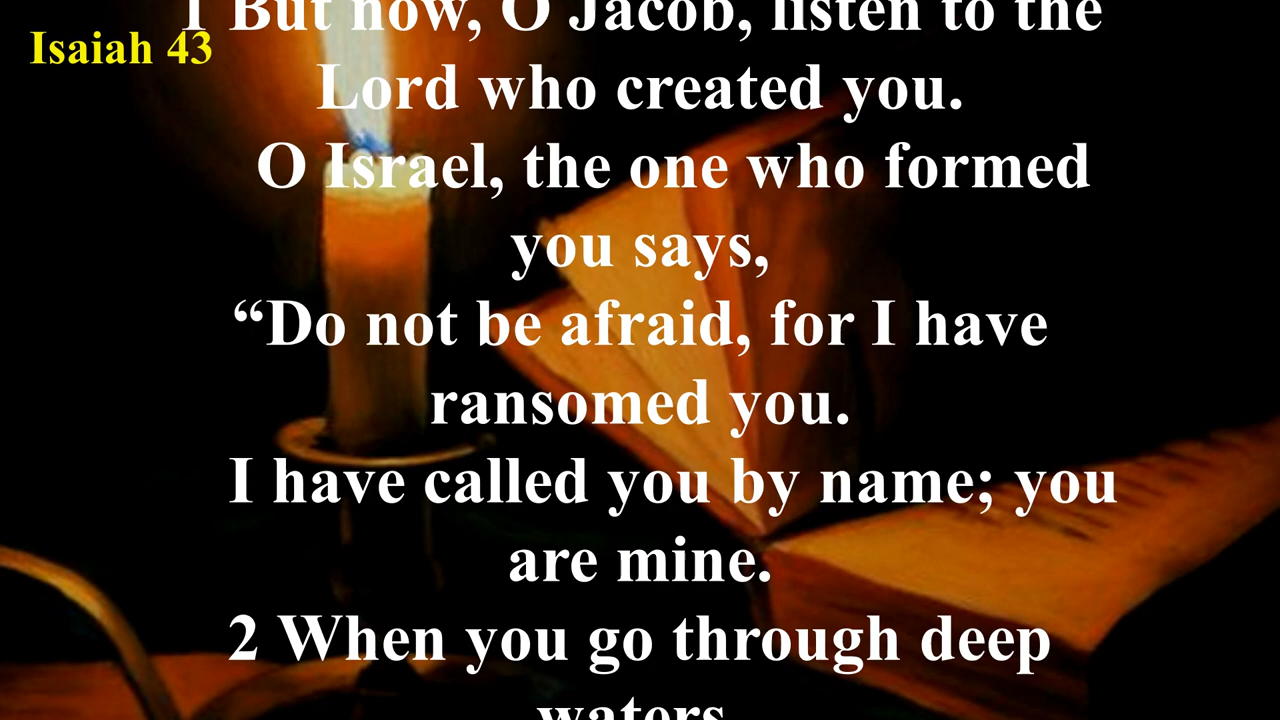 Isaiah 43
1 But now, O Jacob, listen to the
Lord who created you.
O Israel, the one who formed
you says,
“Do not be afraid, for I have
ransomed you.
I have called you by name; you
are mine.
2 When you go through deep
waters,